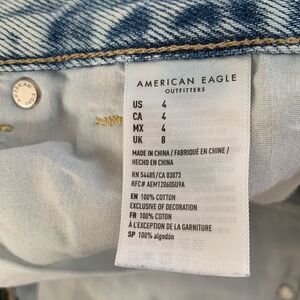 AMERICAN EAGLE
OUTFITTERS
US 4
CA 4
MX 4
UK 8
MADE IN CHINA / FABRIQUÉ EN CHINE /
HECHO EN CHINA
RN 54485/CA 03873
RFC# AEM120605U9A
EN 100% COTTON
EXCLUSIVE OF DECORATION
FR 100% COTON
À L'EXCEPTION DE LA GARNITURE
SP 100% algodón